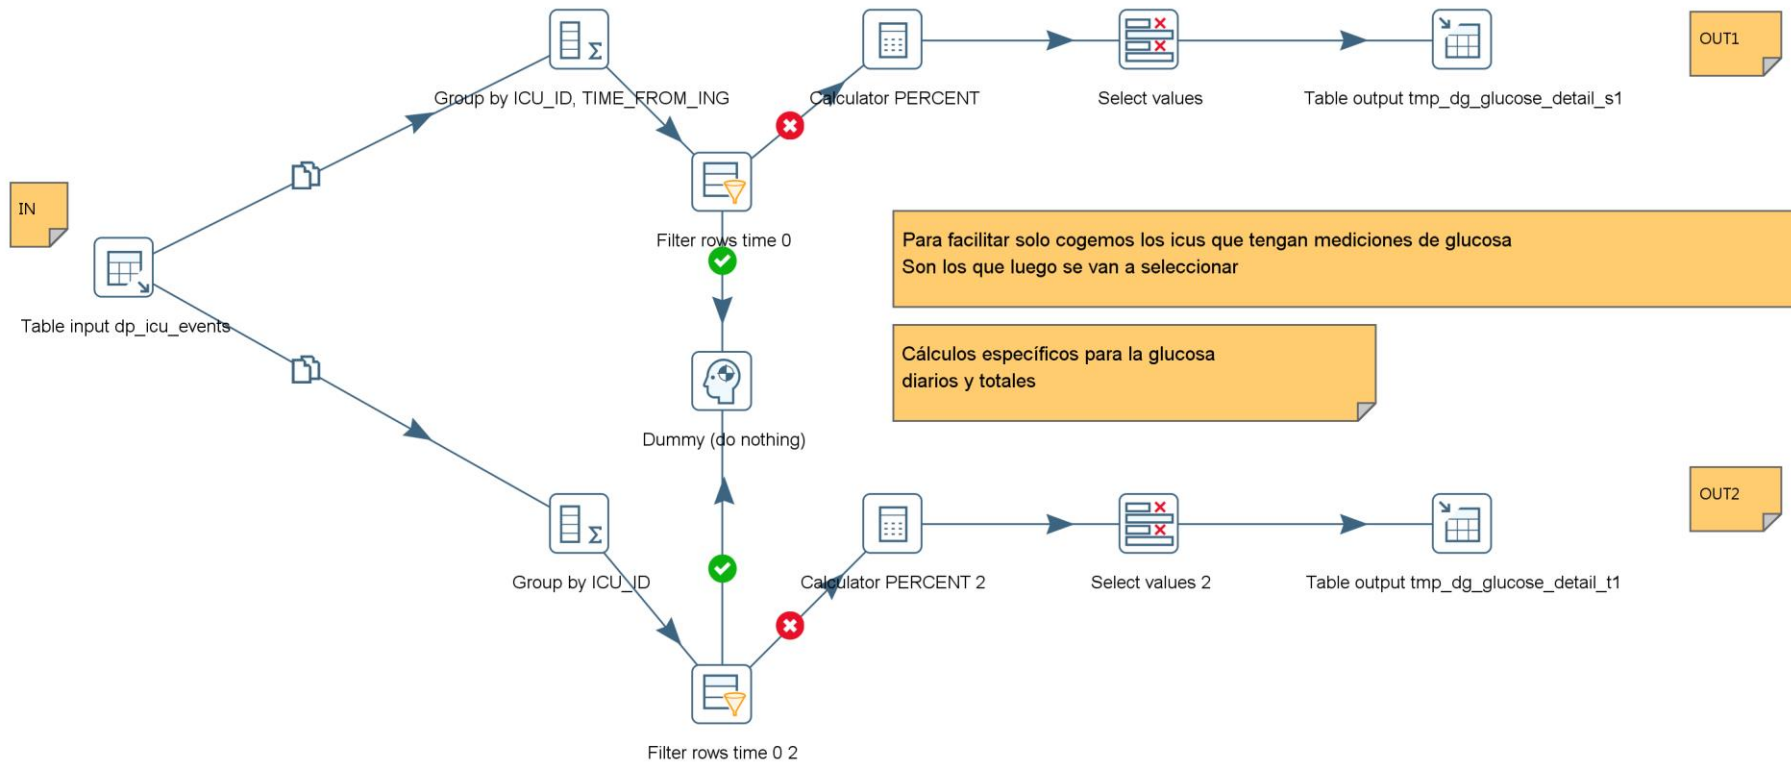 OUT1
Group by ICU_ID, TIME_FROM_ING
Calculator PERCENT
Select values
Table output tmp_dg_glucose_detail_s1
IN
Filter rows time 0
Para facilitar solo cogemos los icus que tengan mediciones de glucosa
Son los que luego se van a seleccionar
Table input dp_icu_events
Cálculos específicos para la glucosa
diarios y totales
Dummy (do nothing)
OUT2
Group by ICU_ID
Calculator PERCENT 2
Select values 2
Table output tmp_dg_glucose_detail_t1
Filter rows time 0 2